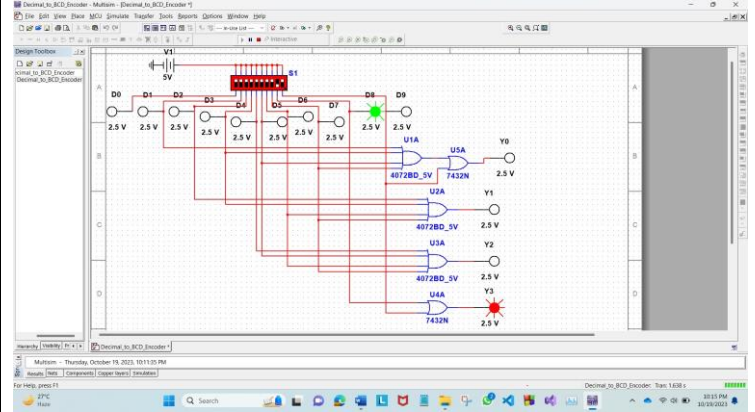 Decimal_to_BCD_Encoder - Multisim - [Decimal_to_BCD_Encoder *]
File Edit View Place MCU Simulate Transfer Tools Reports Options Window Help
Interactive
Design Toolbox
Decimal_to_BCD_Encoder
V1
5V
S1
D0 D1 D2 D3 D4 D5 D6 D7 D8 D9
2.5 V 2.5 V 2.5 V 2.5 V 2.5 V 2.5 V 2.5 V 2.5 V 2.5 V 2.5 V
A
A
B
B
C
C
D
D
U1A
4072BD_5V
U5A
7432N
Y0
2.5 V
U2A
4072BD_5V
Y1
2.5 V
U3A
4072BD_5V
Y2
2.5 V
U4A
7432N
Y3
2.5 V
Hierarchy Visibility
Decimal_to_BCD_Encoder *
Multisim - Thursday, October 19, 2023, 10:11:35 PM
Results Nets Components Copper layers Simulation
For Help, press F1
Decimal_to_BCD_Encoder: Tran: 1.638 s
27°C
Haze
Search
10:15 PM
10/19/2023